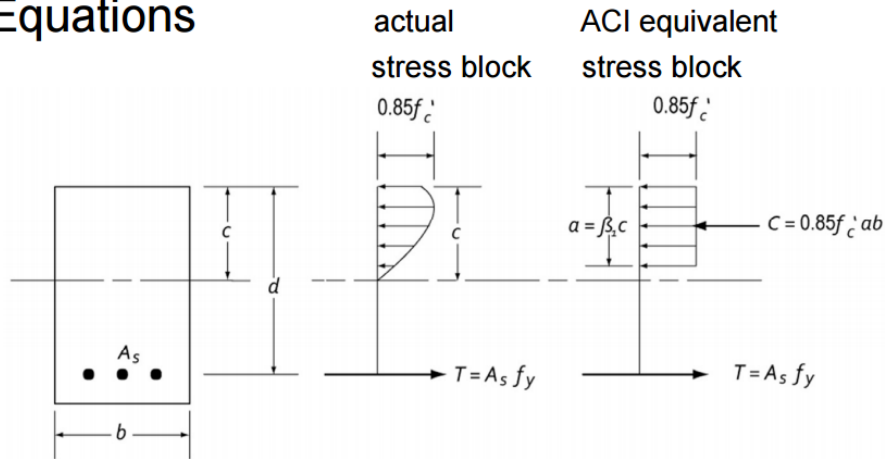 Equations
actual
stress block
ACI equivalent
stress block
0.85f'c
0.85f'c
c
d
c
a = β₁c
C = 0.85f'c ab
As
T = As fy
T = As fy
b